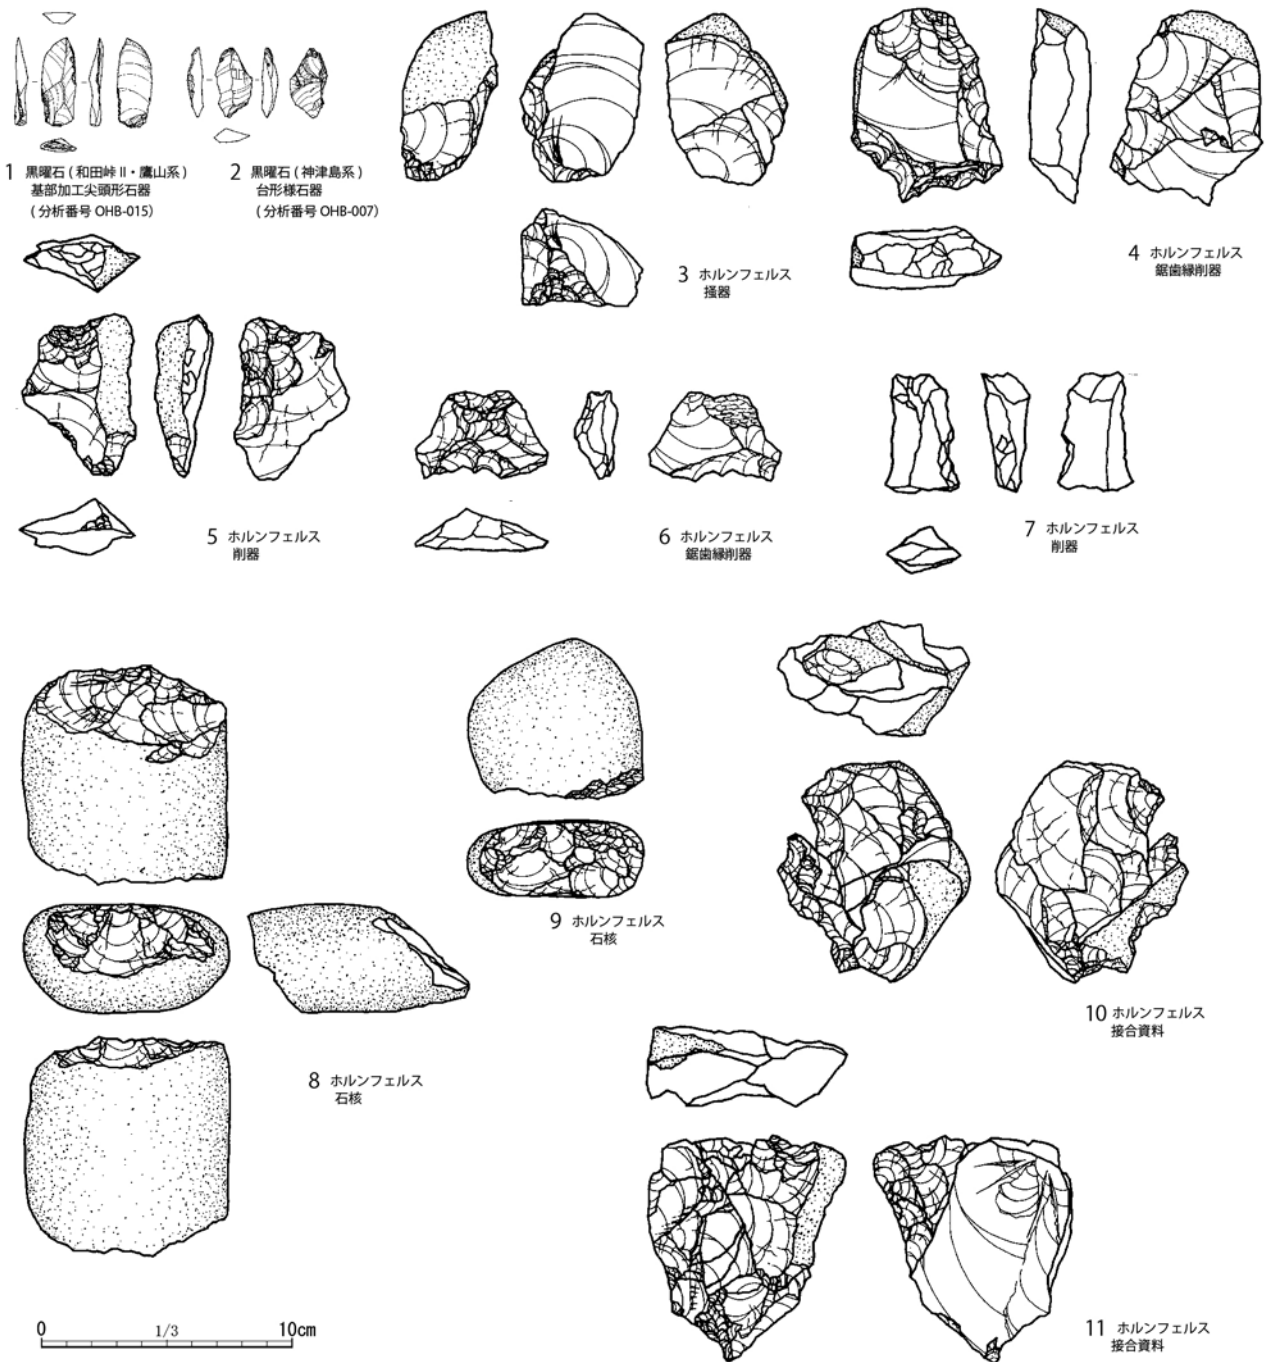 1 黒曜石(和田峠Ⅱ・鷹山系)
基部加工尖頭形石器
(分析番号 OHB-015)
2 黒曜石(神津島系)
台形様石器
(分析番号 OHB-007)
3 ホルンフェルス
掻器
4 ホルンフェルス
鋸歯縁削器
5 ホルンフェルス
削器
6 ホルンフェルス
鋸歯縁削器
7 ホルンフェルス
削器
8 ホルンフェルス
石核
9 ホルンフェルス
石核
10 ホルンフェルス
接合資料
11 ホルンフェルス
接合資料
0 1/3 10cm